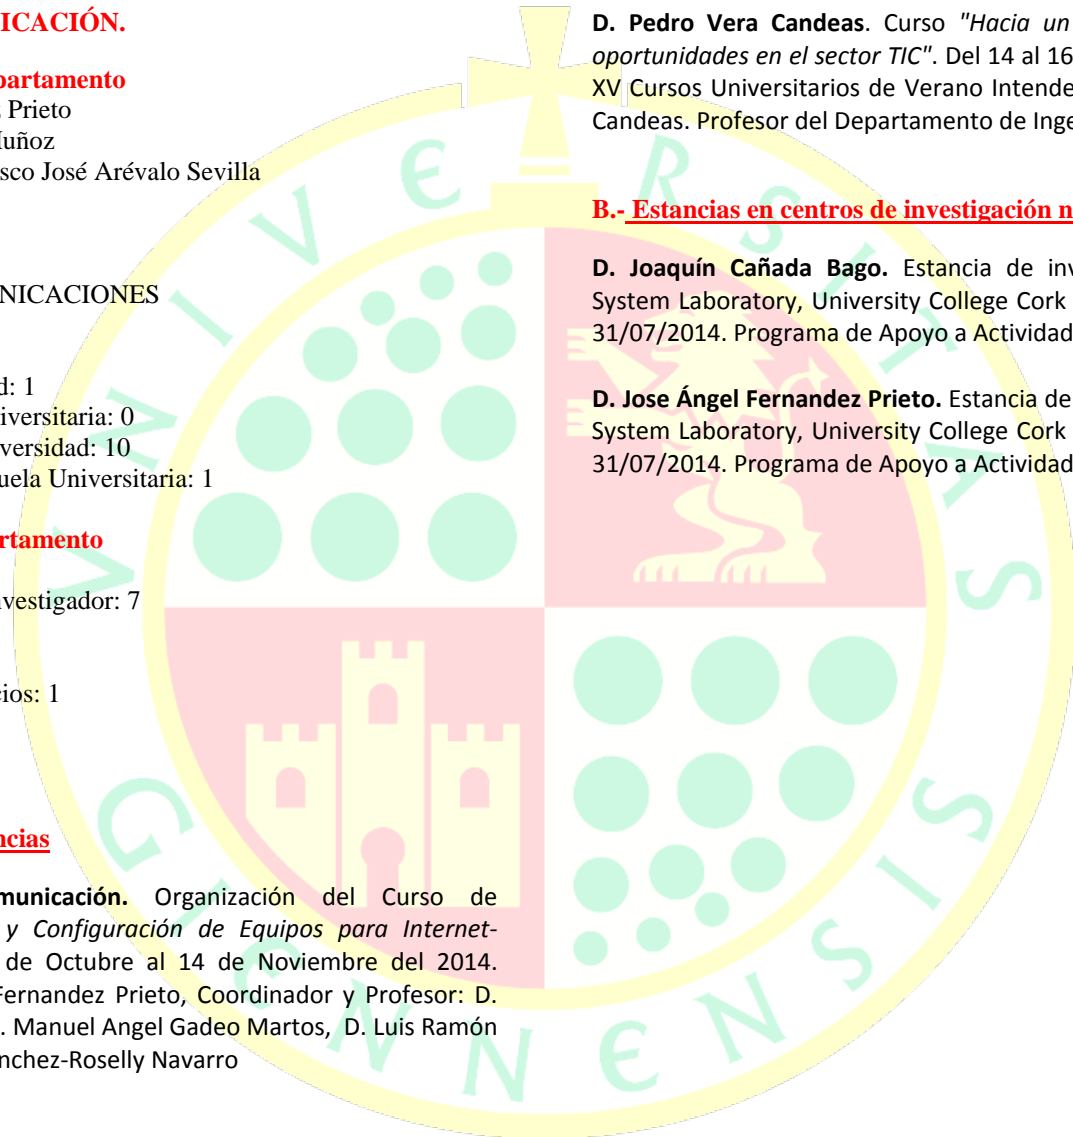 ICACIÓN.
partamento
Prieto
uñoz
sco José Arévalo Sevilla
NICACIONES
d: 1
iversitaria: 0
versidad: 10
uela Universitaria: 1
rtamento
nvestigador: 7
cios: 1
ncias
municación. Organización del Curso de
y Configuración de Equipos para Internet-
de Octubre al 14 de Noviembre del 2014.
Fernandez Prieto, Coordinador y Profesor: D.
. Manuel Angel Gadeo Martos, D. Luis Ramón
nchez-Roselly Navarro
D. Pedro Vera Candeas. Curso "Hacia un
oportunidades en el sector TIC". Del 14 al 16
XV Cursos Universitarios de Verano Intende
Candeas. Profesor del Departamento de Inge
B.- Estancias en centros de investigación n
D. Joaquín Cañada Bago. Estancia de inv
System Laboratory, University College Cork
31/07/2014. Programa de Apoyo a Actividad
D. Jose Ángel Fernandez Prieto. Estancia de
System Laboratory, University College Cork
31/07/2014. Programa de Apoyo a Actividad
VNIVERSITAS
GIENNENSIS